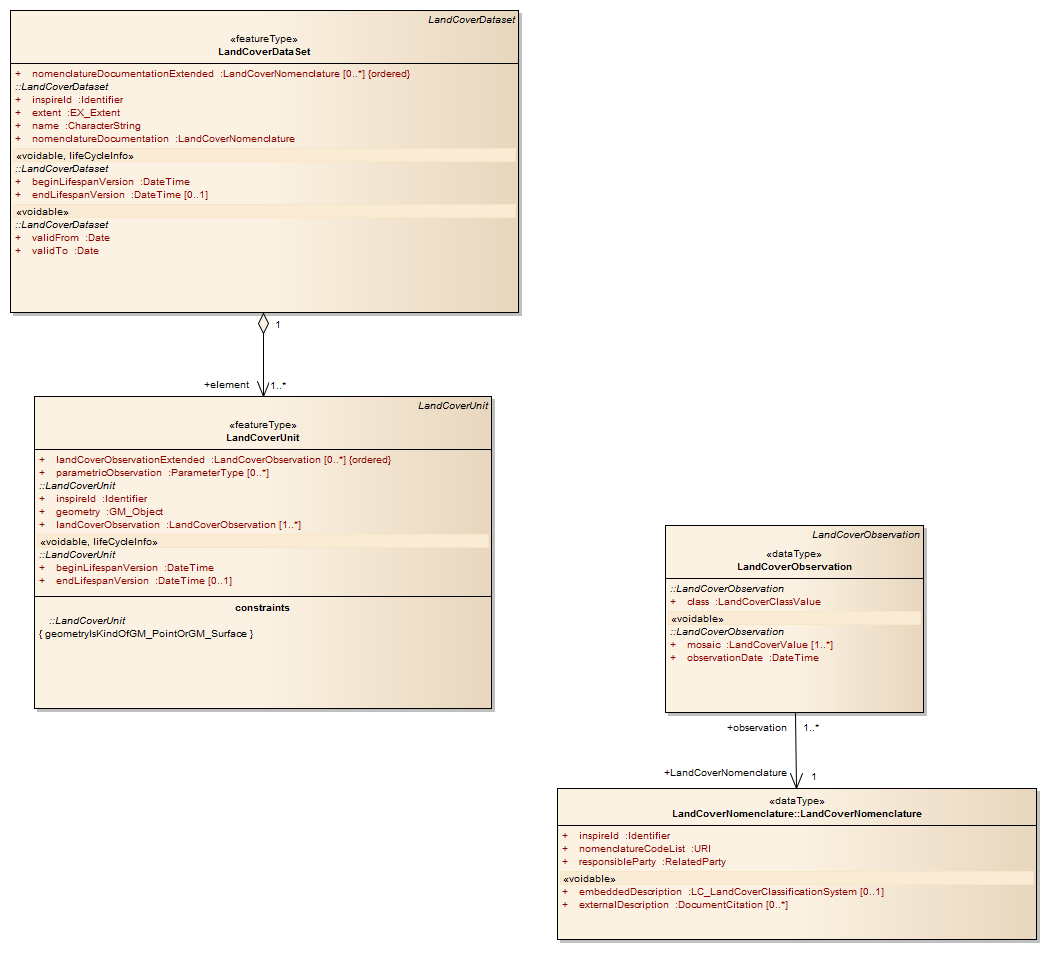 LandCoverDataset
«featureType»
LandCoverDataSet
+ nomenclatureDocumentationExtended :LandCoverNomenclature [0..*] {ordered}
::LandCoverDataset
+ inspireId :Identifier
+ extent :EX_Extent
+ name :CharacterString
+ nomenclatureDocumentation :LandCoverNomenclature
«voidable, lifeCycleInfo»
::LandCoverDataset
+ beginLifespanVersion :DateTime
+ endLifespanVersion :DateTime [0..1]
«voidable»
::LandCoverDataset
+ validFrom :Date
+ validTo :Date
1
+element 1..*
LandCoverUnit
«featureType»
LandCoverUnit
+ landCoverObservationExtended :LandCoverObservation [0..*] {ordered}
+ parametricObservation :ParameterType [0..*]
::LandCoverUnit
+ inspireId :Identifier
+ geometry :GM_Object
+ landCoverObservation :LandCoverObservation [1..*]
«voidable, lifeCycleInfo»
::LandCoverUnit
+ beginLifespanVersion :DateTime
+ endLifespanVersion :DateTime [0..1]
constraints
::LandCoverUnit
{ geometryIsKindOfGM_PointOrGM_Surface }
LandCoverObservation
«dataType»
LandCoverObservation
::LandCoverObservation
+ class :LandCoverClassValue
«voidable»
::LandCoverObservation
+ mosaic :LandCoverValue [1..*]
+ observationDate :DateTime
+observation 1..*
+LandCoverNomenclature 1
«dataType»
LandCoverNomenclature::LandCoverNomenclature
+ inspireId :Identifier
+ nomenclatureCodeList :URI
+ responsibleParty :RelatedParty
«voidable»
+ embeddedDescription :LC_LandCoverClassificationSystem [0..1]
+ externalDescription :DocumentCitation [0..*]